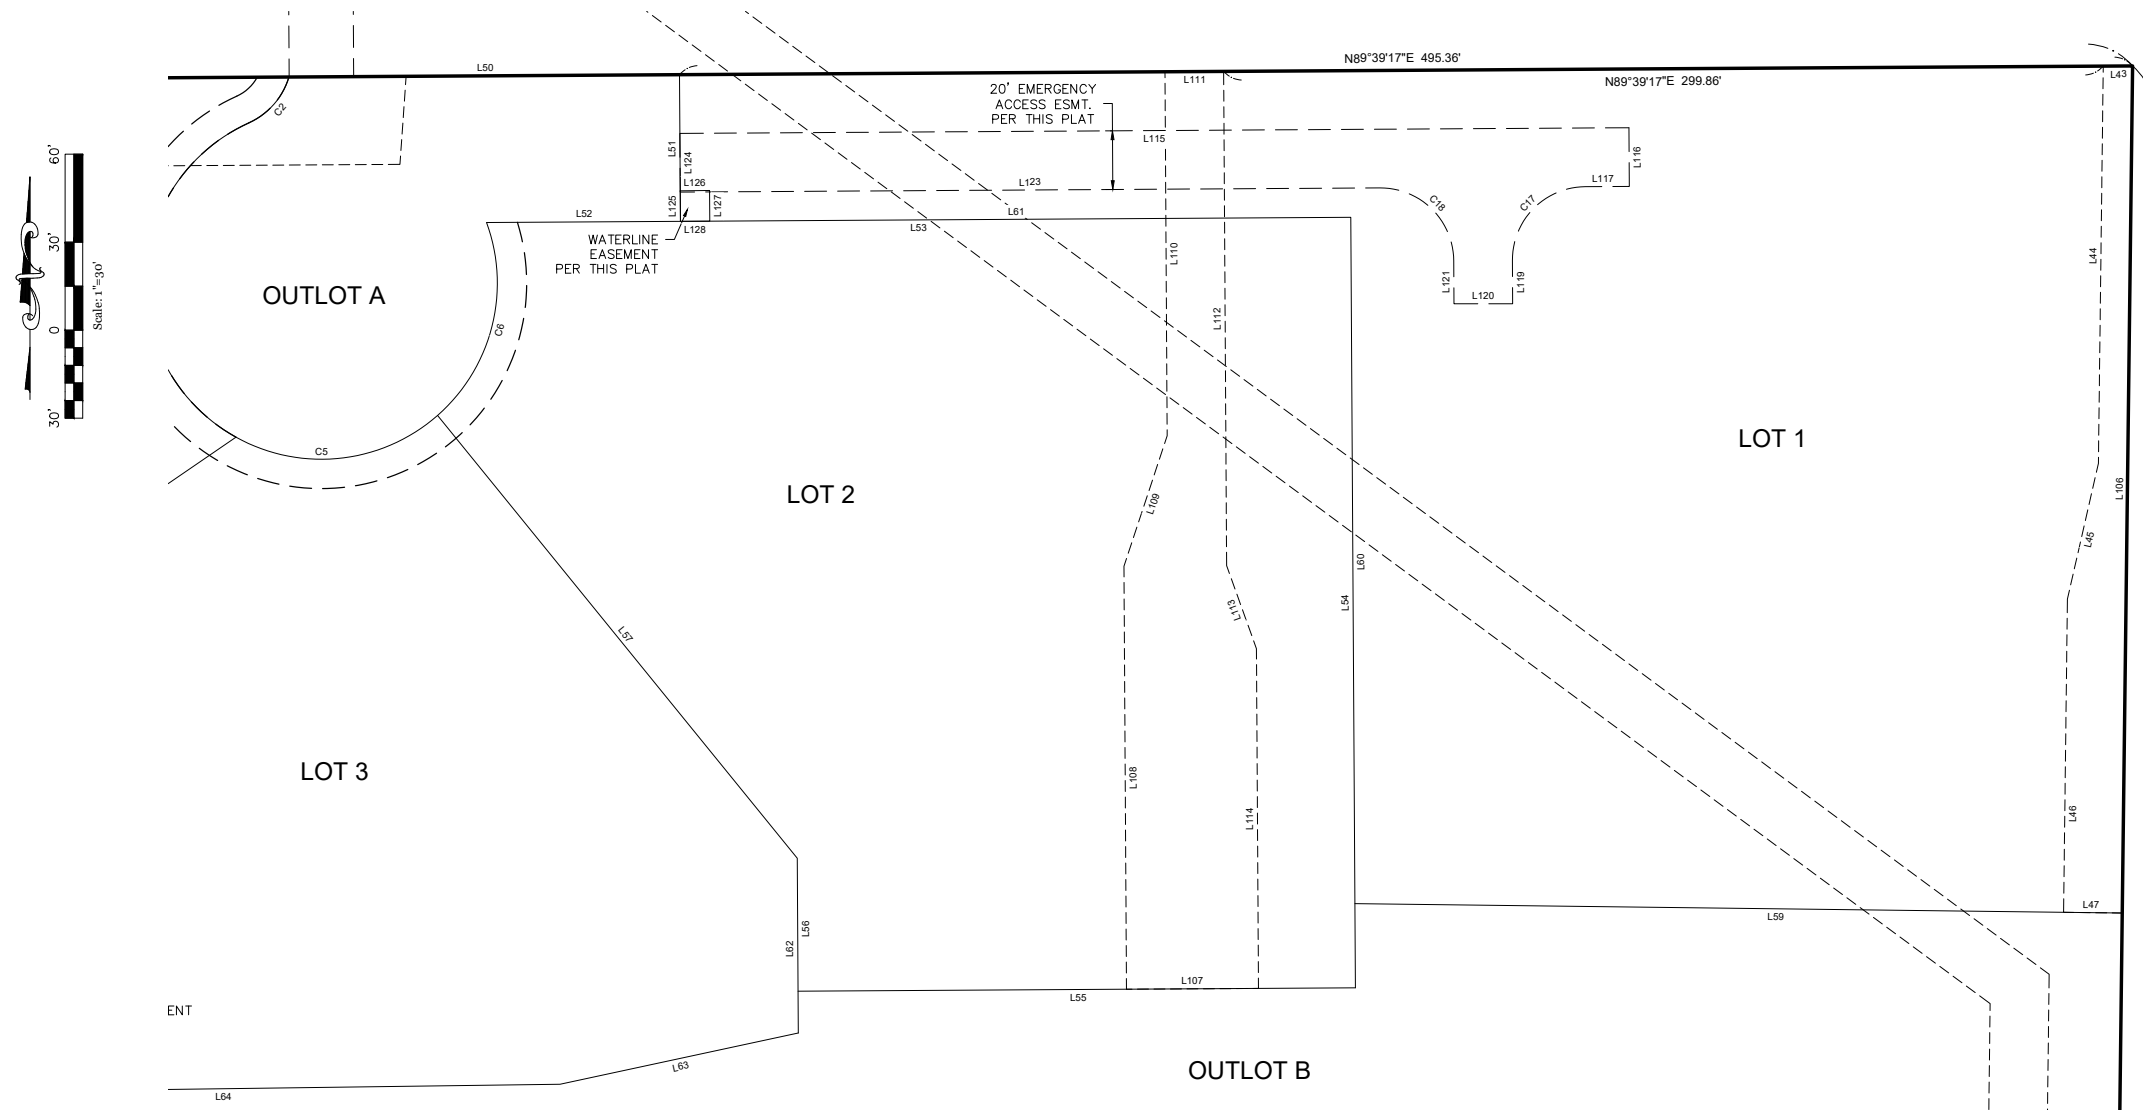 N89°39'17"E 495.36'
L50
L111
N89°39'17"E 299.86'
L43
C2
20' EMERGENCY
ACCESS ESMT.
PER THIS PLAT
L115
L51
L124
L116
L126
L123
L117
L125
L127
C18
C17
L52
L61
L128
L53
WATERLINE
EASEMENT
PER THIS PLAT
60'
30'
0
30'
Scale: 1"=30'
L110
L44
L121
L119
L120
OUTLOT A
L112
C6
LOT 1
C5
LOT 2
L109
L106
L45
L60
L54
L113
L57
LOT 3
L108
L114
L46
L47
L59
L56
L62
L107
L55
ENT
L63
OUTLOT B
L64